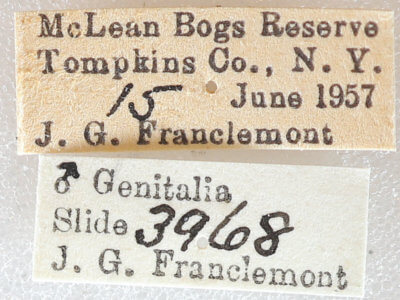 McLean Bogs Reserve
Tompkins Co., N. Y.
15 June 1957
J. G. Franclemont
♂ Genitalia
Slide 3968
J. G. Franclemont